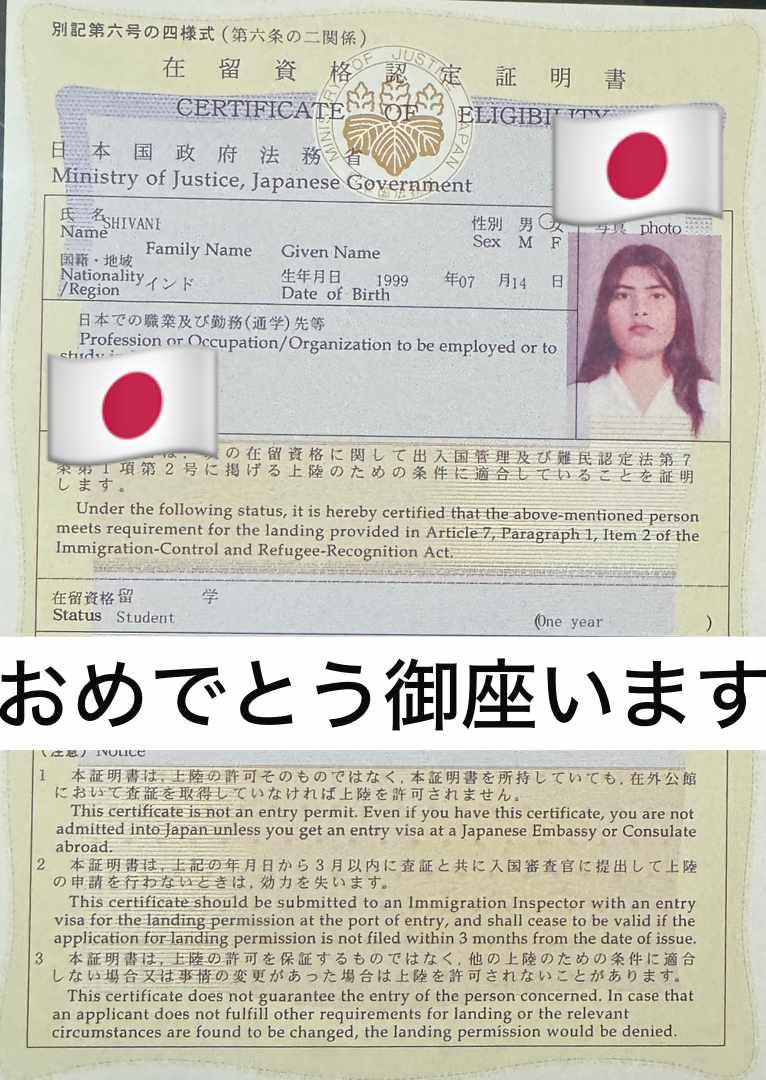 別記第六号の四様式(第六条の二関係)
在留資格認定証明書
CERTIFICATE OF ELIGIBILITY
日本国政府法務省
Ministry of Justice, Japanese Government
MINISTRY OF JUSTICE JAPAN
氏名 SHIVANI
Name
Family Name Given Name
性別 男 女
Sex M F
写真 photo
国籍・地域
Nationality
/Region インド
生年月日 1999 年07 月14 日
Date of Birth
日本での職業及び勤務(通学)先等
Profession or Occupation/Organization to be employed or to
study
の在留資格に関して出入国管理及び難民認定法第7
条第1項第2号に掲げる上陸のための条件に適合していることを証明
します。
Under the following status, it is hereby certified that the above-mentioned person
meets requirement for the landing provided in Article 7, Paragraph 1, Item 2 of the
Immigration-Control and Refugee-Recognition Act.
在留資格 留学
Status Student (One year )
おめでとう御座います
(注意) Notice
1 本証明書は,上陸の許可そのものではなく,本証明書を所持していても,在外公館
において査証を取得していなければ上陸を許可されません。
This certificate is not an entry permit. Even if you have this certificate, you are not
admitted into Japan unless you get an entry visa at a Japanese Embassy or Consulate
abroad.
2 本証明書は,上記の年月日から3月以内に査証と共に入国審査官に提出して上陸
の申請を行わないときは,効力を失います。
This certificate should be submitted to an Immigration Inspector with an entry
visa for the landing permission at the port of entry, and shall cease to be valid if the
application for landing permission is not filed within 3 months from the date of issue.
3 本証明書は,上陸の許可を保証するものではなく,他の上陸のための条件に適合
しない場合又は事情の変更があった場合は上陸を許可されないことがあります。
This certificate does not guarantee the entry of the person concerned. In case that
an applicant does not fulfill other requirements for landing or the relevant
circumstances are found to be changed, the landing permission would be denied.